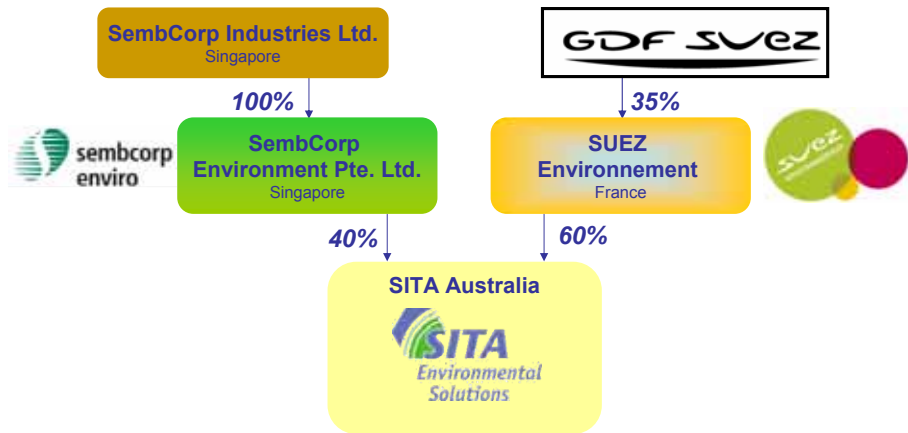 SembCorp Industries Ltd.
Singapore
GDF SUEZ
100%
35%
sembcorp
enviro
SembCorp
Environment Pte. Ltd.
Singapore
SUEZ
Environnement
France
suez
40%
60%
SITA Australia
SITA
Environmental
Solutions